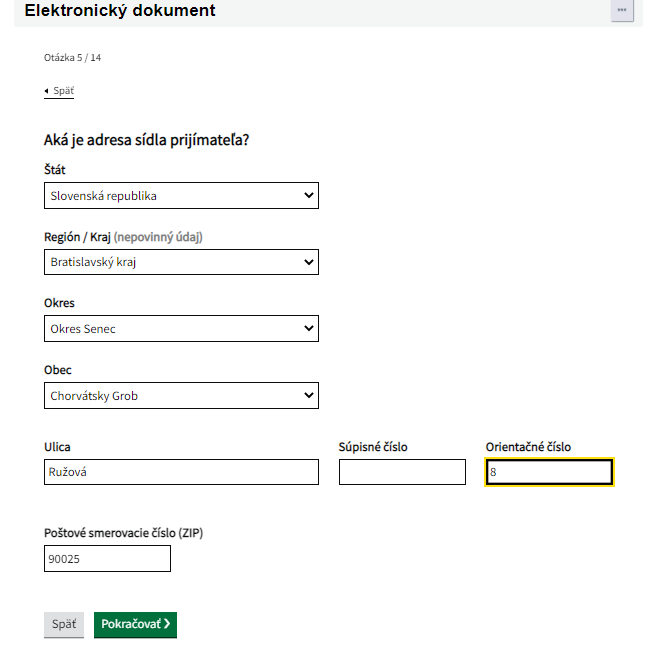 Elektronický dokument
Otázka 5 / 14
Späť
Aká je adresa sídla prijímateľa?
Štát
Slovenská republika
Región / Kraj (nepovinný údaj)
Bratislavský kraj
Okres
Okres Senec
Obec
Chorvátsky Grob
Ulica Súpisné číslo Orientačné číslo
Ružová 8
Poštové smerovacie číslo (ZIP)
90025
Späť Pokračovať